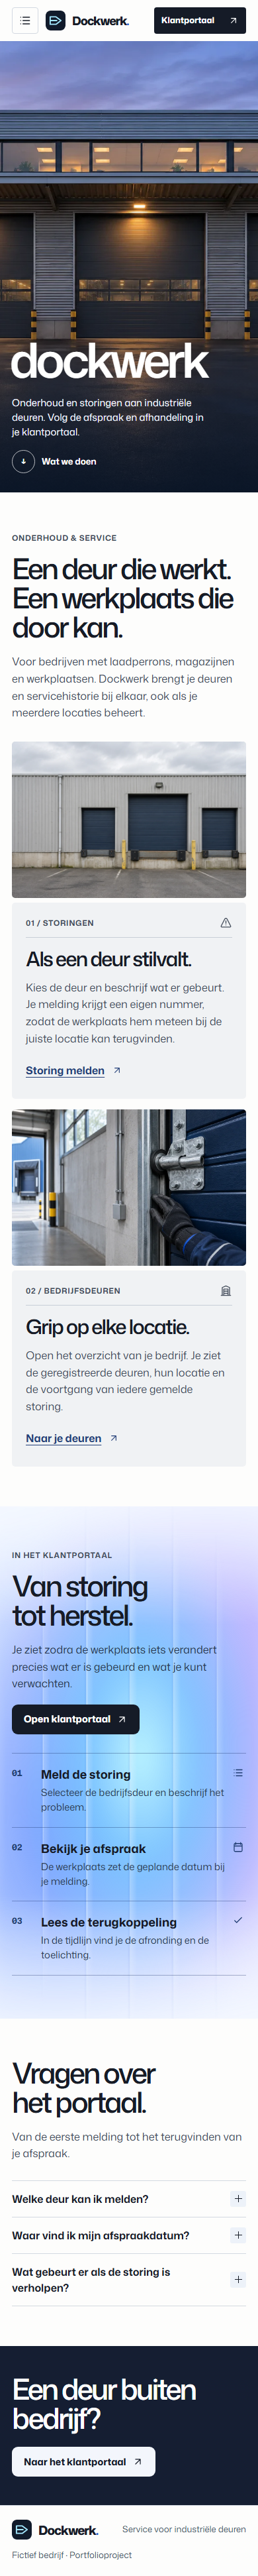 Dockwerk.
Klantportaal
dockwerk
Onderhoud en storingen aan industriële
deuren. Volg de afspraak en afhandeling in
je klantportaal.
Wat we doen
ONDERHOUD & SERVICE
Een deur die werkt.
Een werkplaats die
door kan.
Voor bedrijven met laadperrons, magazijnen
en werkplaatsen. Dockwerk brengt je deuren
en servicehistorie bij elkaar, ook als je
meerdere locaties beheert.
01 / STORINGEN
Als een deur stilvalt.
Kies de deur en beschrijf wat er gebeurt.
Je melding krijgt een eigen nummer,
zodat de werkplaats hem meteen bij de
juiste locatie kan terugvinden.
Storing melden
02 / BEDRIJFSDEUREN
Grip op elke locatie.
Open het overzicht van je bedrijf. Je ziet
de geregistreerde deuren, hun locatie en
de voortgang van iedere gemelde
storing.
Naar je deuren
IN HET KLANTPORTAAL
Van storing
tot herstel.
Je ziet zodra de werkplaats iets verandert
precies wat er is gebeurd en wat je kunt
verwachten.
Open klantportaal
01 Meld de storing
Selecteer de bedrijfsdeur en beschrijf het
probleem.
02 Bekijk je afspraak
De werkplaats zet de geplande datum bij
je melding.
03 Lees de terugkoppeling
In de tijdlijn vind je de afronding en de
toelichting.
Vragen over
het portaal.
Van de eerste melding tot het terugvinden van
je afspraak.
Welke deur kan ik melden?
Waar vind ik mijn afspraakdatum?
Wat gebeurt er als de storing is
verholpen?
Een deur buiten
bedrijf?
Naar het klantportaal
Dockwerk.
Service voor industriële deuren
Fictief bedrijf · Portfolioproject